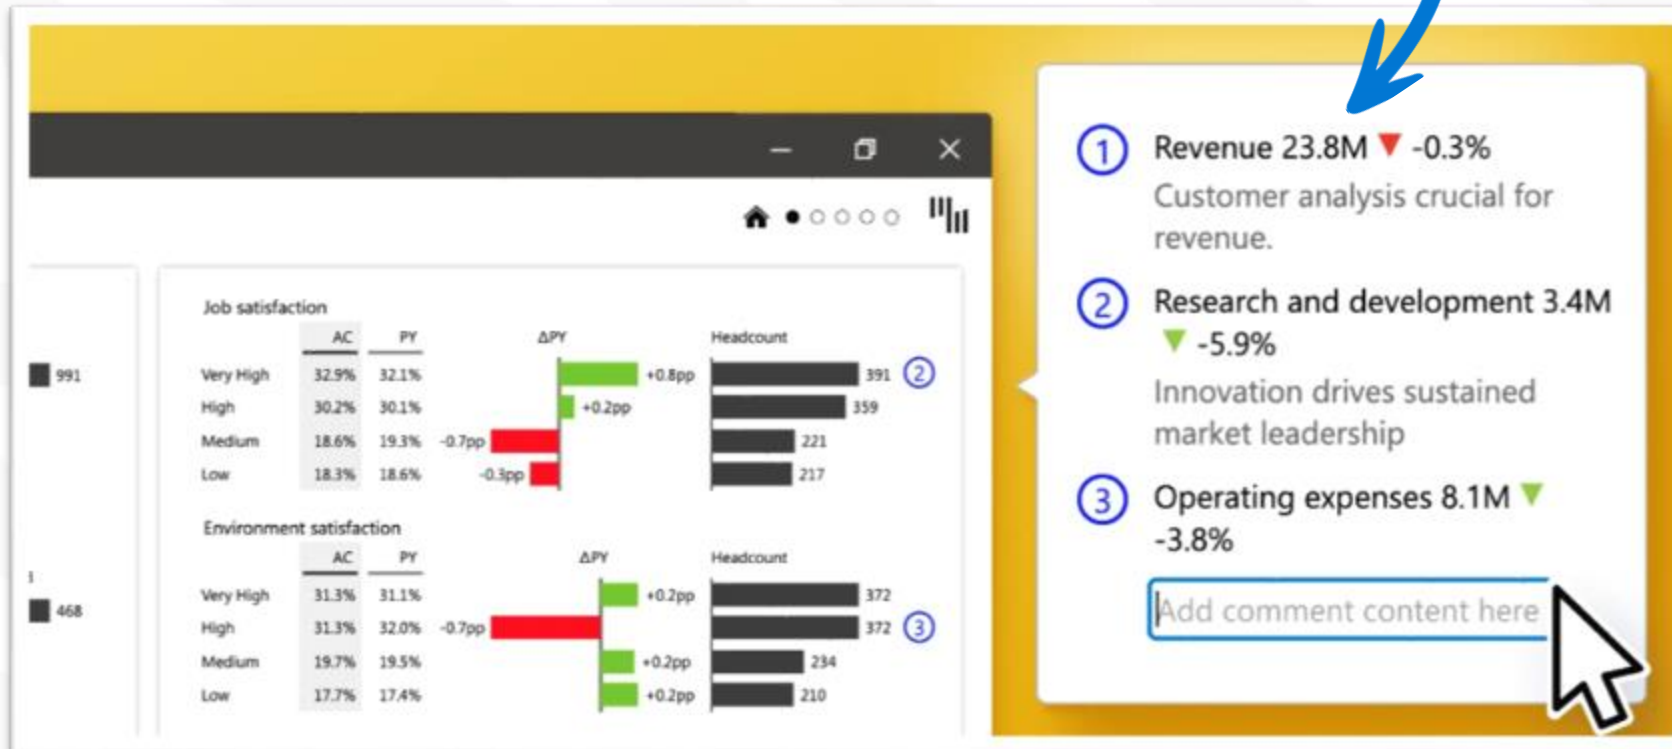 991
468
Job satisfaction
AC PY ΔPY Headcount
Very High 32.9% 32.1% +0.8pp 391 2
High 30.2% 30.1% +0.2pp 359
Medium 18.6% 19.3% -0.7pp 221
Low 18.3% 18.6% -0.3pp 217
Environment satisfaction
AC PY ΔPY Headcount
Very High 31.3% 31.1% +0.2pp 372
High 31.3% 32.0% -0.7pp 372 3
Medium 19.7% 19.5% +0.2pp 234
Low 17.7% 17.4% +0.2pp 210
1 Revenue 23.8M ▼ -0.3%
Customer analysis crucial for
revenue.
2 Research and development 3.4M
▼ -5.9%
Innovation drives sustained
market leadership
3 Operating expenses 8.1M ▼
-3.8%
Add comment content here